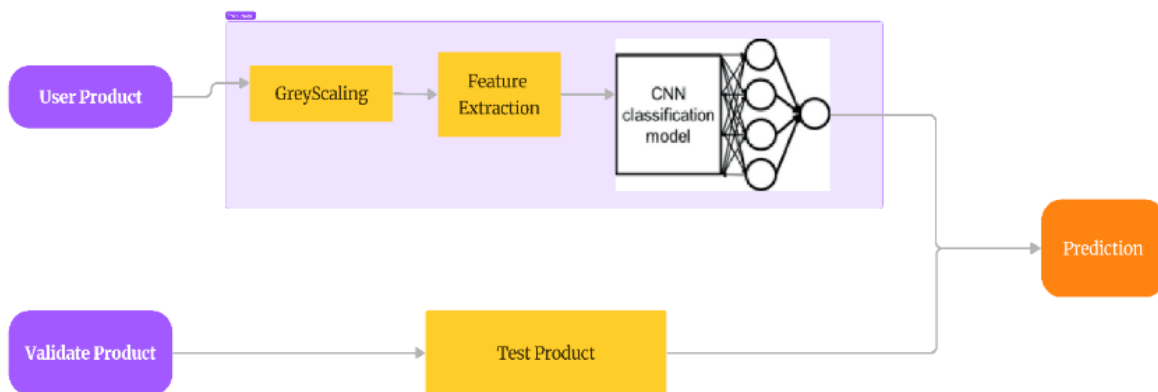 User Product
GreyScaling
Feature
Extraction
CNN
classification
model
Prediction
Validate Product
Test Product